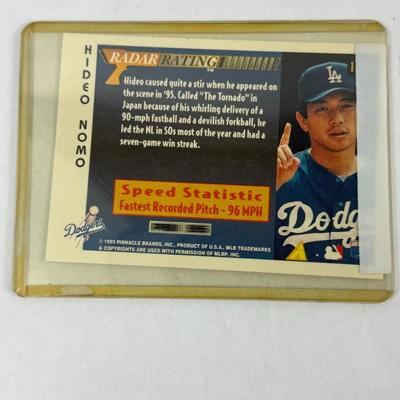 HIDEO NOMO
RADAR RATING
TM
Hideo caused quite a stir when he appeared
on the scene in '95. Called "The Tornado" in
Japan because of his whirling delivery of a
90-mph fastball and a devilish forkball, he
led the NL in SOs most of the year and had a
seven-game win streak.
Speed Statistic
Fastest Recorded Pitch - 96 MPH
Dodgers
© 1995 PINNACLE BRANDS, INC., PRODUCT OF U.S.A., MLB TRADEMARKS
& COPYRIGHTS ARE USED WITH PERMISSION OF MLBP, INC.
LA
Dodg